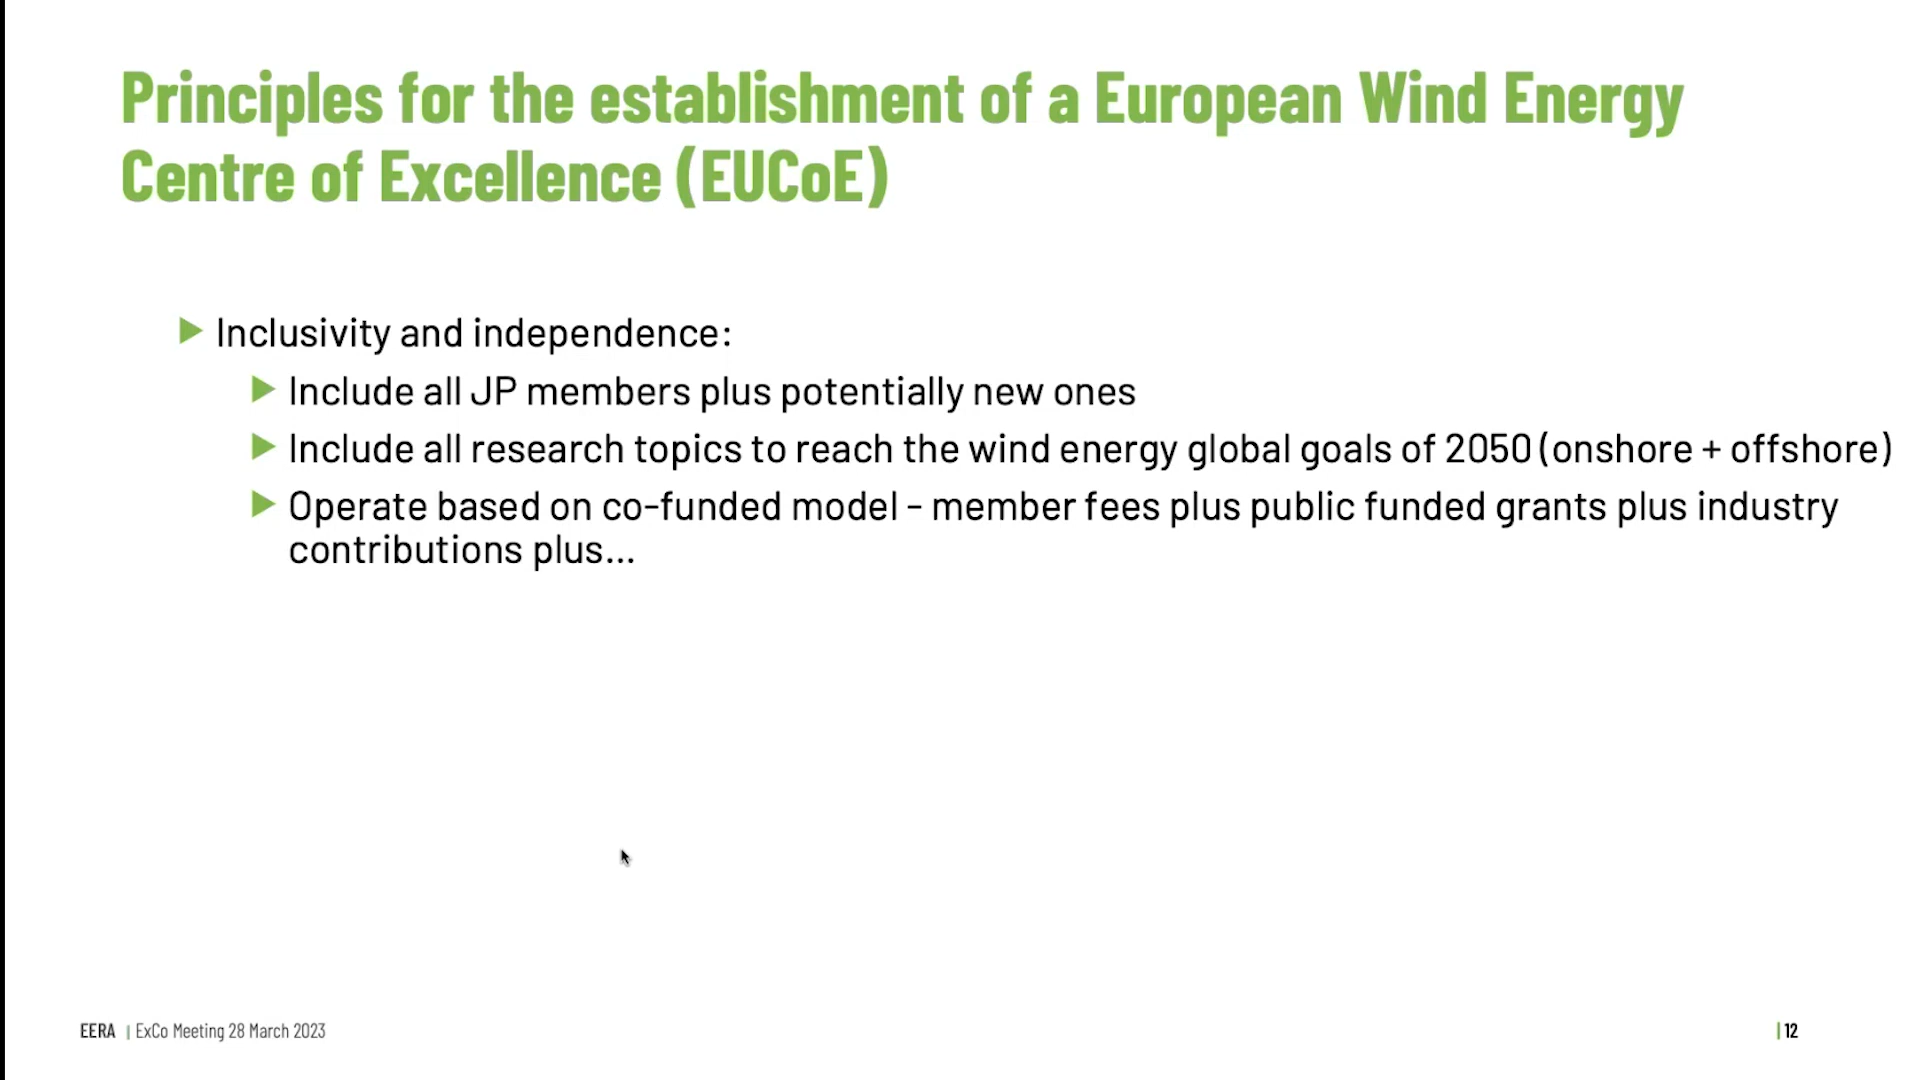 Principles for the establishment of a European Wind Energy
Centre of Excellence (EUCoE)
Inclusivity and independence:
Include all JP members plus potentially new ones
Include all research topics to reach the wind energy global goals of 2050 (onshore + offshore)
Operate based on co-funded model - member fees plus public funded grants plus industry
contributions plus...
EERA | ExCo Meeting 28 March 2023
| 12